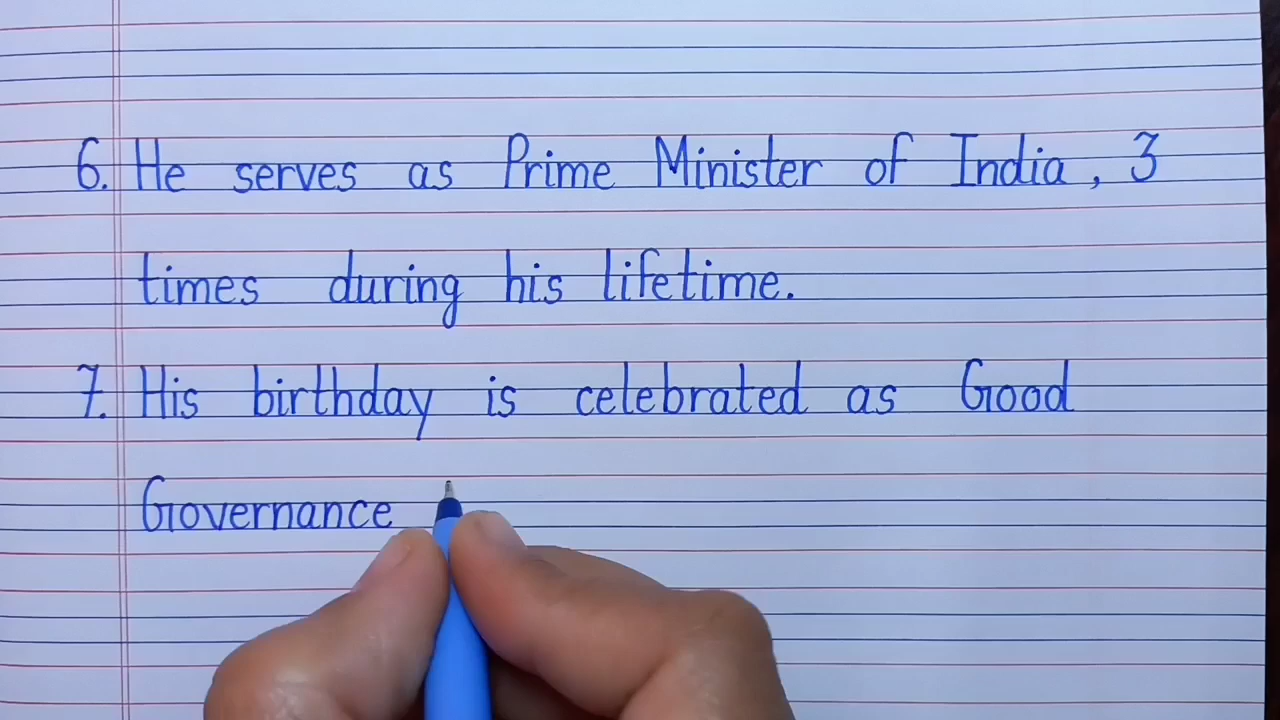 6. He serves as Prime Minister of India, 3
times during his lifetime.
7. His birthday is celebrated as Good
Governance